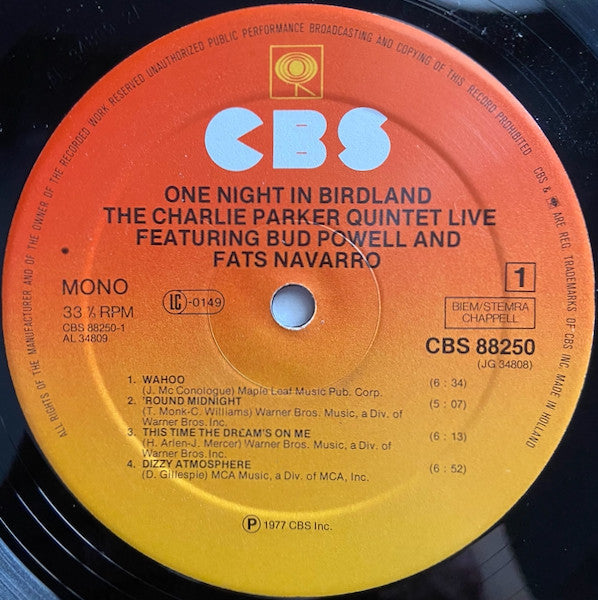 ALL RIGHTS OF THE MANUFACTURER AND OF THE OWNER OF THE RECORDED WORK RESERVED UNAUTHORIZED PUBLIC PERFORMANCE BROADCASTING AND COPYING OF THIS RECORD PROHIBITED
CBS & ARE REG. TRADEMARKS OF CBS INC. MADE IN HOLLAND
CBS
ONE NIGHT IN BIRDLAND
THE CHARLIE PARKER QUINTET LIVE
FEATURING BUD POWELL AND
FATS NAVARRO
MONO
33⅓ RPM
CBS 88250-1
AL 34809
LC-0149
1
BIEM/STEMRA
CHAPPELL
CBS 88250
(JG 34808)
1. WAHOO (6 : 34)
(J. Mc Conologue) Maple Leaf Music Pub. Corp.
2. 'ROUND MIDNIGHT (5 : 07)
(T. Monk-C. Williams) Warner Bros. Music, a Div. of
Warner Bros. Inc.
3. THIS TIME THE DREAM'S ON ME (6 : 13)
(H. Arlen-J. Mercer) Warner Bros. Music, a Div. of
Warner Bros. Inc.
4. DIZZY ATMOSPHERE (6 : 52)
(D. Gillespie) MCA Music, a Div. of MCA, Inc.
Ⓟ 1977 CBS Inc.